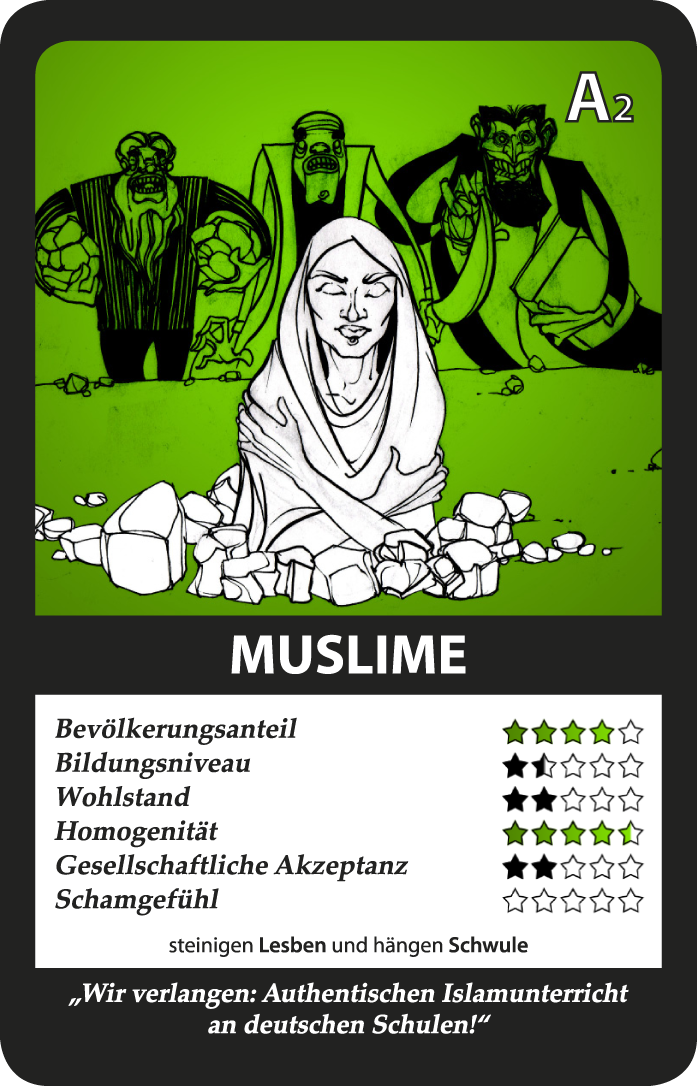 A2
MUSLIME
Bevölkerungsanteil
Bildungsniveau
Wohlstand
Homogenität
Gesellschaftliche Akzeptanz
Schamgefühl
steinigen Lesben und hängen Schwule
„Wir verlangen: Authentischen Islamunterricht
an deutschen Schulen!“